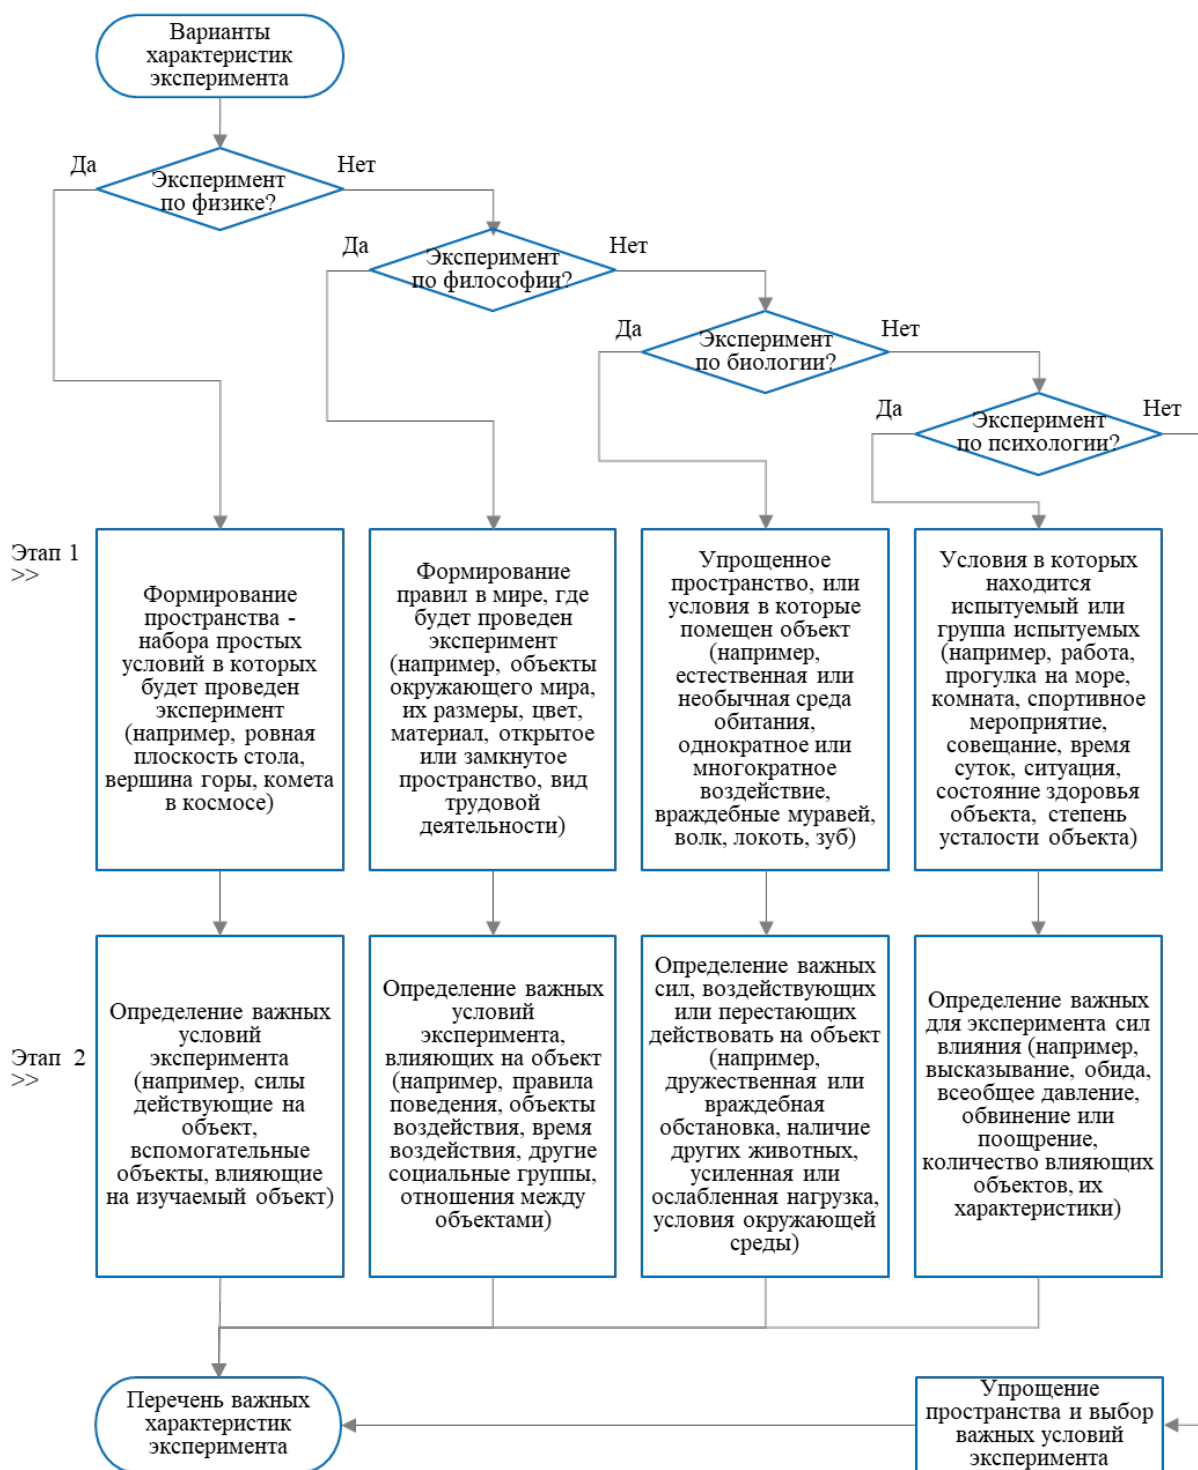 Варианты
характеристик
эксперимента
Да
Нет
Эксперимент
по физике?
Да
Нет
Эксперимент
по философии?
Да
Нет
Эксперимент
по биологии?
Да
Нет
Эксперимент
по психологии?
Этап 1
>>
Формирование
пространства -
набора простых
условий в которых
будет проведен
эксперимент
(например, ровная
плоскость стола,
вершина горы, комета
в космосе)
Формирование
правил в мире, где
будет проведен
эксперимент
(например, объекты
окружающего мира,
их размеры, цвет,
материал, открытое
или замкнутое
пространство, вид
трудовой
деятельности)
Упрощенное
пространство, или
условия в которые
помещен объект
(например,
естественная или
необычная среда
обитания,
однократное или
многократное
воздействие,
враждебные муравей,
волк, локоть, зуб)
Условия в которых
находится
испытуемый или
группа испытуемых
(например, работа,
прогулка на море,
комната, спортивное
мероприятие,
совещание, время
суток, ситуация,
состояние здоровья
объекта, степень
усталости объекта)
Этап 2
>>
Определение важных
условий
эксперимента
(например, силы
действующие на
объект,
вспомогательные
объекты, влияющие
на изучаемый объект)
Определение важных
условий
эксперимента,
влияющих на объект
(например, правила
поведения, объекты
воздействия, время
воздействия, другие
социальные группы,
отношения между
объектами)
Определение важных
сил, воздействующих
или перестающих
действовать на объект
(например,
дружественная или
враждебная
обстановка, наличие
других животных,
усиленная или
ослабленная нагрузка,
условия окружающей
среды)
Определение важных
для эксперимента сил
влияния (например,
высказывание, обида,
всеобщее давление,
обвинение или
поощрение,
количество влияющих
объектов, их
характеристики)
Перечень важных
характеристик
эксперимента
Упрощение
пространства и выбор
важных условий
эксперимента